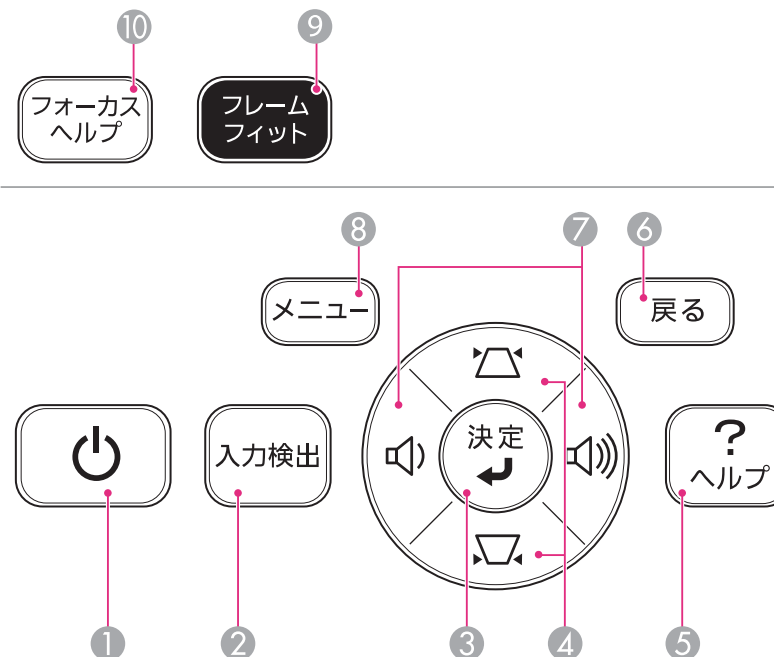 10 9
フォーカス
ヘルプ
フレーム
フィット
8 7 6
メニュー
戻る
入力検出
決定
?
ヘルプ
1 2 3 4 5